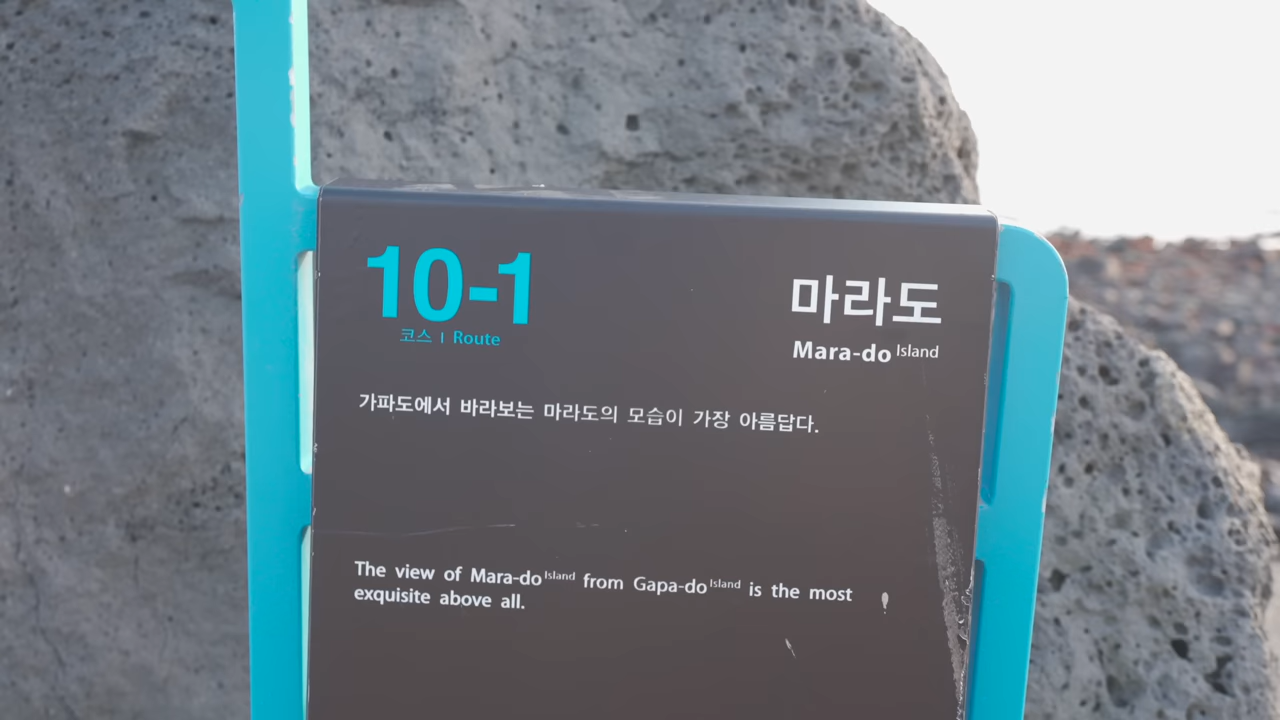 10-1
코스 | Route
마라도
Mara-do Island
가파도에서 바라보는 마라도의 모습이 가장 아름답다.
The view of Mara-do Island from Gapa-do Island is the most
exquisite above all.